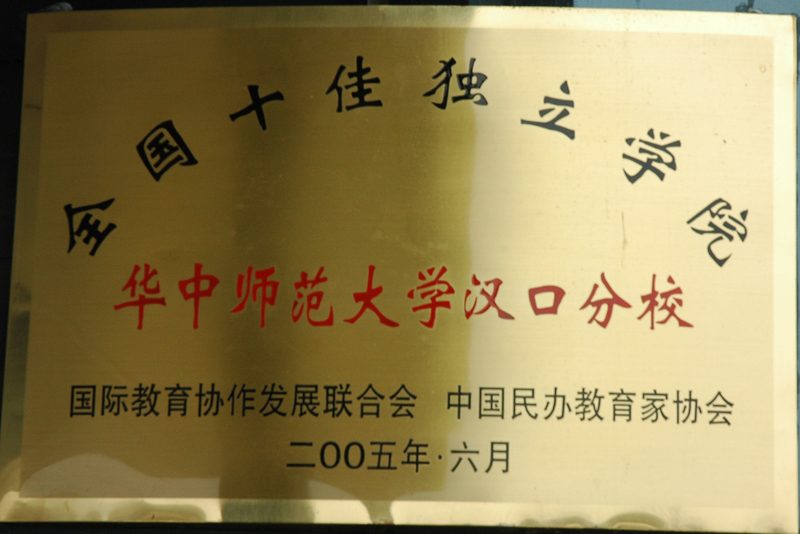 全国十佳独立学院
华中师范大学汉口分校
国际教育协作发展联合会 中国民办教育家协会
二OO五年·六月